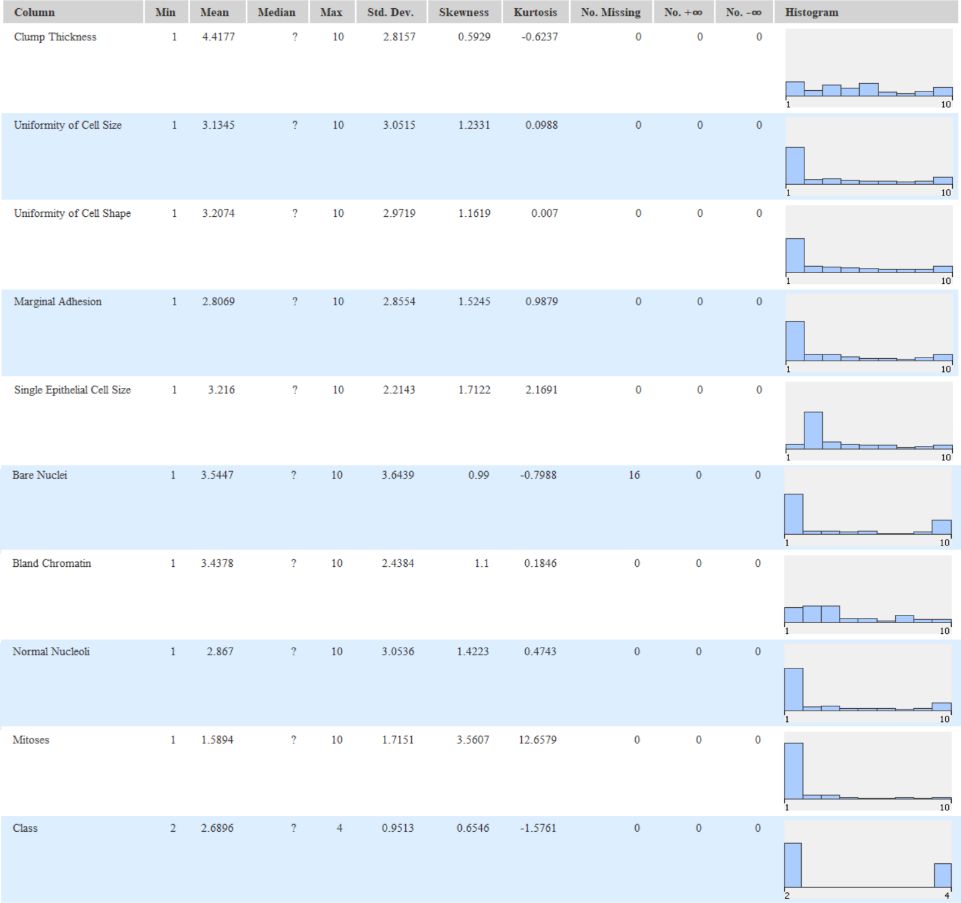 Column Min Mean Median Max Std. Dev. Skewness Kurtosis No. Missing No. +∞ No. -∞ Histogram
Clump Thickness 1 4.4177 ? 10 2.8157 0.5929 -0.6237 0 0 0
1 10
Uniformity of Cell Size 1 3.1345 ? 10 3.0515 1.2331 0.0988 0 0 0
1 10
Uniformity of Cell Shape 1 3.2074 ? 10 2.9719 1.1619 0.007 0 0 0
1 10
Marginal Adhesion 1 2.8069 ? 10 2.8554 1.5245 0.9879 0 0 0
1 10
Single Epithelial Cell Size 1 3.216 ? 10 2.2143 1.7122 2.1691 0 0 0
1 10
Bare Nuclei 1 3.5447 ? 10 3.6439 0.99 -0.7988 16 0 0
1 10
Bland Chromatin 1 3.4378 ? 10 2.4384 1.1 0.1846 0 0 0
1 10
Normal Nucleoli 1 2.867 ? 10 3.0536 1.4223 0.4743 0 0 0
1 10
Mitoses 1 1.5894 ? 10 1.7151 3.5607 12.6579 0 0 0
1 10
Class 2 2.6896 ? 4 0.9513 0.6546 -1.5761 0 0 0
2 4